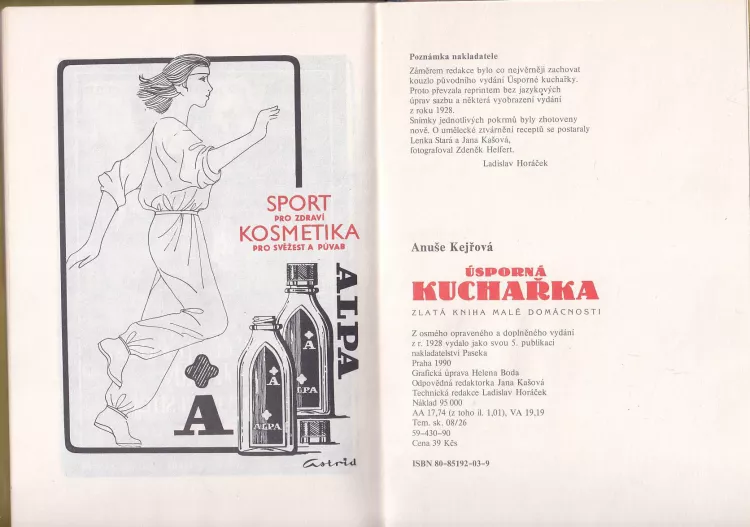 SPORT
PRO ZDRAVÍ
KOSMETIKA
PRO SVĚŽEST A PŮVAB
ALPA
A
A
A
ALPA
ALPA
Astrid
Poznámka nakladatele
Záměrem redakce bylo co nejvěrněji zachovat
kouzlo původního vydání Úsporné kuchařky.
Proto převzala reprintem bez jazykových
úprav sazbu a některá vyobrazení vydání
z roku 1928.
Snímky jednotlivých pokrmů byly zhotoveny
nově. O umělecké ztvárnění receptů se postaraly
Lenka Stará a Jana Kašová,
fotografoval Zdeněk Helfert.
Ladislav Horáček
Anuše Kejřová
ÚSPORNÁ
KUCHAŘKA
ZLATÁ KNIHA MALÉ DOMÁCNOSTI
Z osmého opraveného a doplněného vydání
z r. 1928 vydalo jako svou 5. publikaci
nakladatelství Paseka
Praha 1990
Grafická úprava Helena Boda
Odpovědná redaktorka Jana Kašová
Technická redakce Ladislav Horáček
Náklad 95 000
AA 17,74 (z toho il. 1,01), VA 19,19
Tem. sk. 08/26
59-430-90
Cena 39 Kčs
ISBN 80-85192-03-9